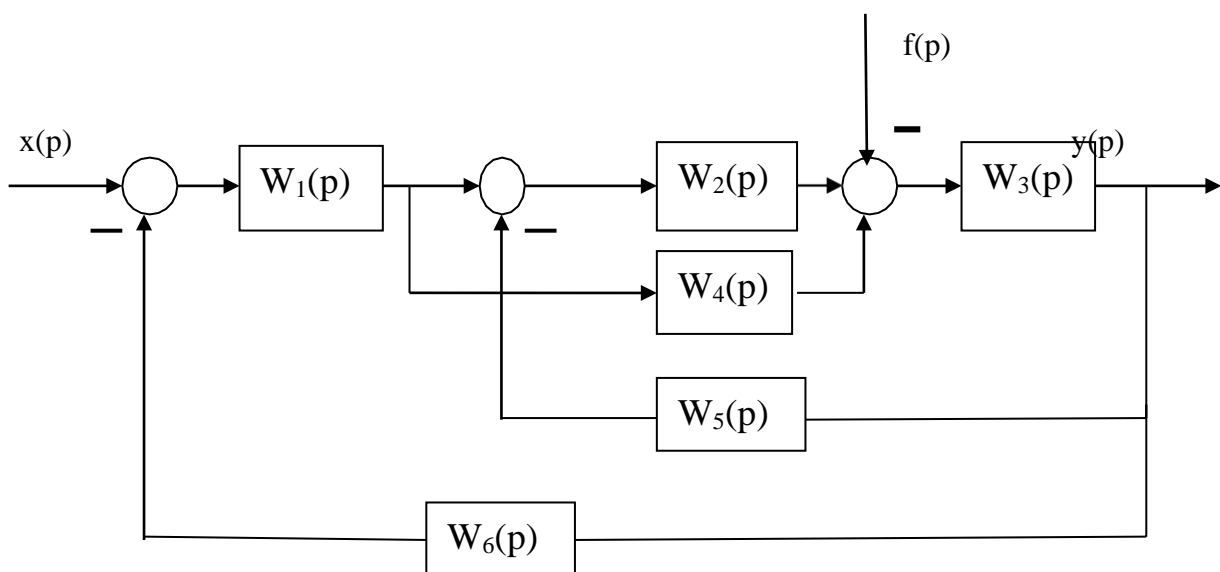 f(p)
x(p)
y(p)
W₁(p)
W₂(p)
W₃(p)
W₄(p)
W₅(p)
W₆(p)